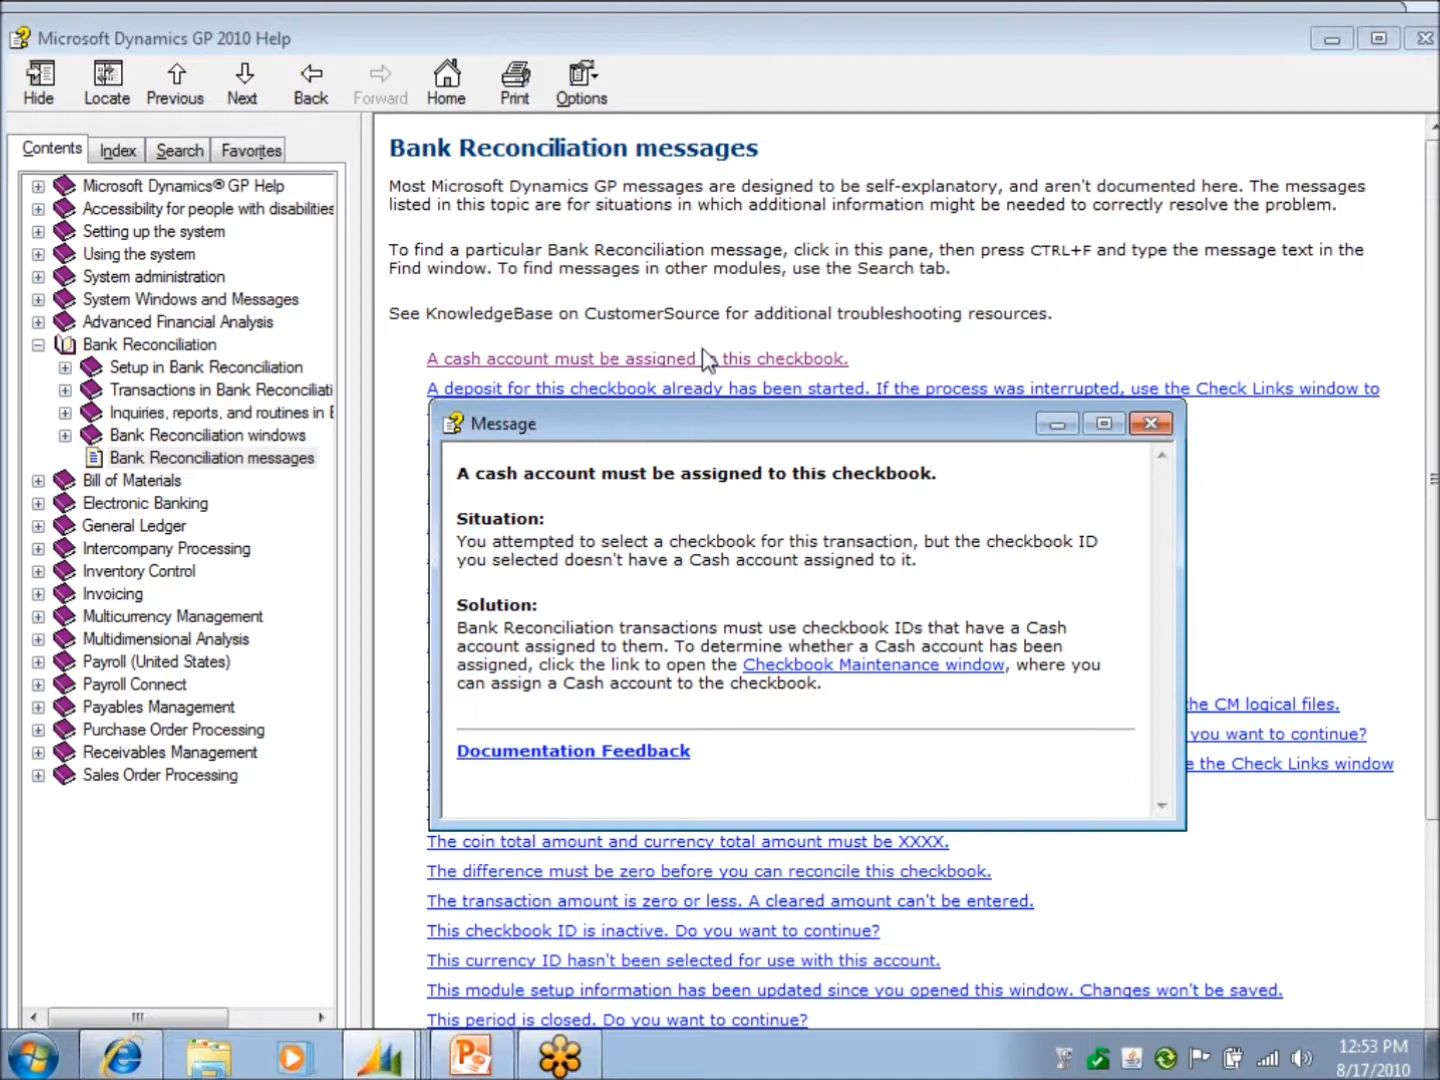 Microsoft Dynamics GP 2010 Help
Hide
Locate
Previous
Next
Back
Forward
Home
Print
Options
Contents
Index
Search
Favorites
Microsoft Dynamics® GP Help
Accessibility for people with disabilities
Setting up the system
Using the system
System administration
System Windows and Messages
Advanced Financial Analysis
Bank Reconciliation
Setup in Bank Reconciliation
Transactions in Bank Reconciliati
Inquiries, reports, and routines in
Bank Reconciliation windows
Bank Reconciliation messages
Bill of Materials
Electronic Banking
General Ledger
Intercompany Processing
Inventory Control
Invoicing
Multicurrency Management
Multidimensional Analysis
Payroll (United States)
Payroll Connect
Payables Management
Purchase Order Processing
Receivables Management
Sales Order Processing
Bank Reconciliation messages
Most Microsoft Dynamics GP messages are designed to be self-explanatory, and aren't documented here. The messages
listed in this topic are for situations in which additional information might be needed to correctly resolve the problem.
To find a particular Bank Reconciliation message, click in this pane, then press CTRL+F and type the message text in the
Find window. To find messages in other modules, use the Search tab.
See KnowledgeBase on CustomerSource for additional troubleshooting resources.
A cash account must be assigned this checkbook.
A deposit for this checkbook already has been started. If the process was interrupted, use the Check Links window to
Message
A cash account must be assigned to this checkbook.
Situation:
You attempted to select a checkbook for this transaction, but the checkbook ID
you selected doesn't have a Cash account assigned to it.
Solution:
Bank Reconciliation transactions must use checkbook IDs that have a Cash
account assigned to them. To determine whether a Cash account has been
assigned, click the link to open the Checkbook Maintenance window, where you
can assign a Cash account to the checkbook.
Documentation Feedback
the CM logical files.
you want to continue?
e the Check Links window
The coin total amount and currency total amount must be XXXX.
The difference must be zero before you can reconcile this checkbook.
The transaction amount is zero or less. A cleared amount can't be entered.
This checkbook ID is inactive. Do you want to continue?
This currency ID hasn't been selected for use with this account.
This module setup information has been updated since you opened this window. Changes won't be saved.
This period is closed. Do you want to continue?
12:53 PM
8/17/2010